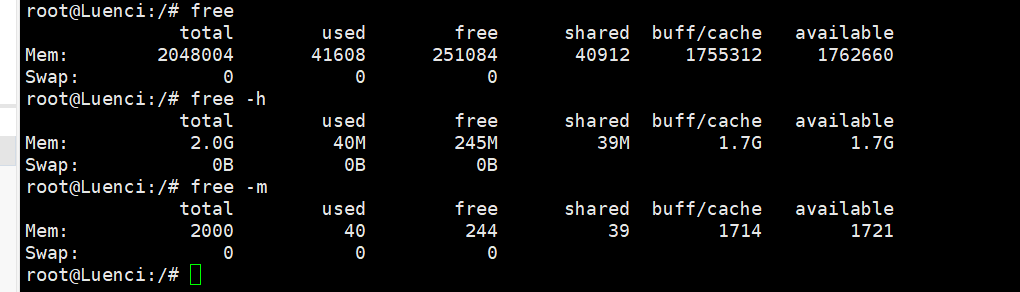 root@Luenci:/# free
total used free shared buff/cache available
Mem: 2048004 41608 251084 40912 1755312 1762660
Swap: 0 0 0
root@Luenci:/# free -h
total used free shared buff/cache available
Mem: 2.0G 40M 245M 39M 1.7G 1.7G
Swap: 0B 0B 0B
root@Luenci:/# free -m
total used free shared buff/cache available
Mem: 2000 40 244 39 1714 1721
Swap: 0 0 0
root@Luenci:/#